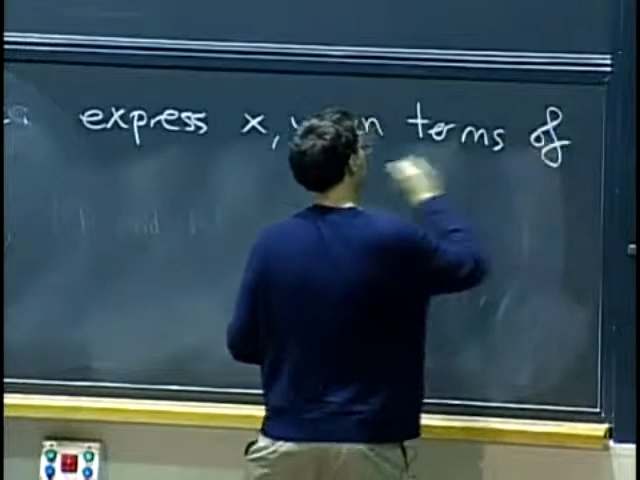 express x, in terms of